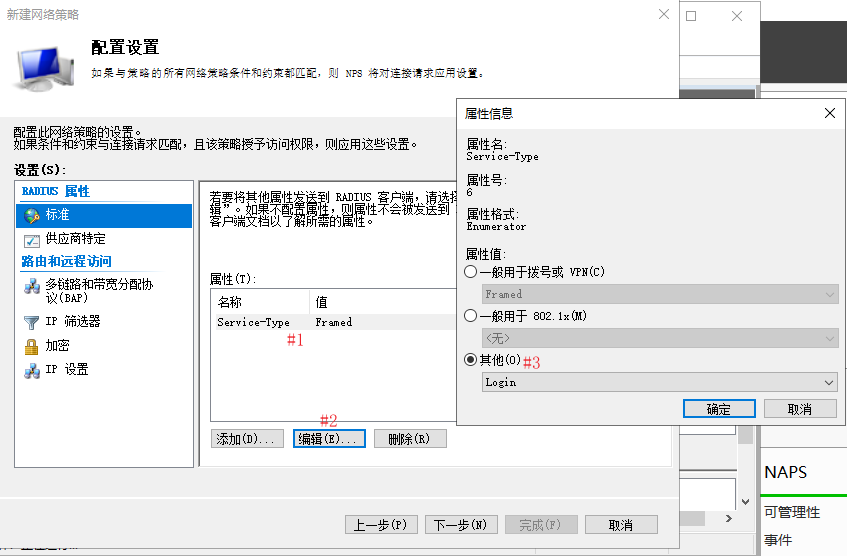 新建网络策略
配置设置
如果与策略的所有网络策略条件和约束都匹配，则 NPS 将对连接请求应用设置。
配置此网络策略的设置。
如果条件和约束与连接请求匹配，且该策略授予访问权限，则应用这些设置。
设置(S):
RADIUS 属性
标准
供应商特定
路由和远程访问
多链路和带宽分配协
议(BAP)
IP 筛选器
加密
IP 设置
若要将其他属性发送到 RADIUS 客户端，请选择
辑”。如果不配置属性，则属性不会被发送到
客户端文档以了解所需的属性。
属性(T):
名称 值
Service-Type Framed
#1
#2
添加(D)... 编辑(E)... 删除(R)
上一步(P) 下一步(N) 完成(F) 取消
属性信息
属性名:
Service-Type
属性号:
6
属性格式:
Enumerator
属性值:
一般用于拨号或 VPN(C)
Framed
一般用于 802.1x(M)
<无>
其他(O) #3
Login
确定 取消
NAPS
可管理性
事件